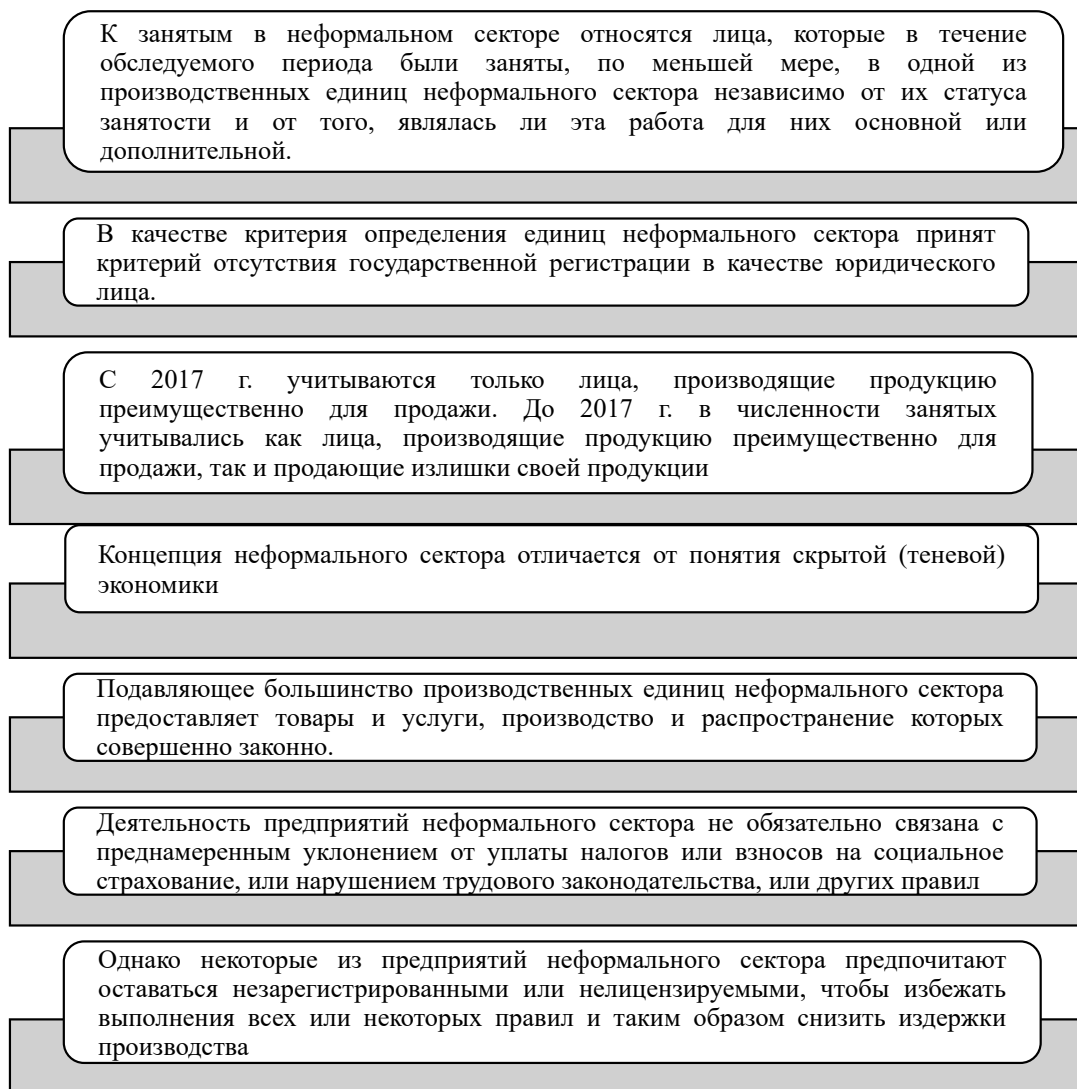 К занятым в неформальном секторе относятся лица, которые в течение
обследуемого периода были заняты, по меньшей мере, в одной из
производственных единиц неформального сектора независимо от их статуса
занятости и от того, являлась ли эта работа для них основной или
дополнительной.
В качестве критерия определения единиц неформального сектора принят
критерий отсутствия государственной регистрации в качестве юридического
лица.
С 2017 г. учитываются только лица, производящие продукцию
преимущественно для продажи. До 2017 г. в численности занятых
учитывались как лица, производящие продукцию преимущественно для
продажи, так и продающие излишки своей продукции
Концепция неформального сектора отличается от понятия скрытой (теневой)
экономики
Подавляющее большинство производственных единиц неформального сектора
предоставляет товары и услуги, производство и распространение которых
совершенно законно.
Деятельность предприятий неформального сектора не обязательно связана с
преднамеренным уклонением от уплаты налогов или взносов на социальное
страхование, или нарушением трудового законодательства, или других правил
Однако некоторые из предприятий неформального сектора предпочитают
оставаться незарегистрированными или нелицензируемыми, чтобы избежать
выполнения всех или некоторых правил и таким образом снизить издержки
производства